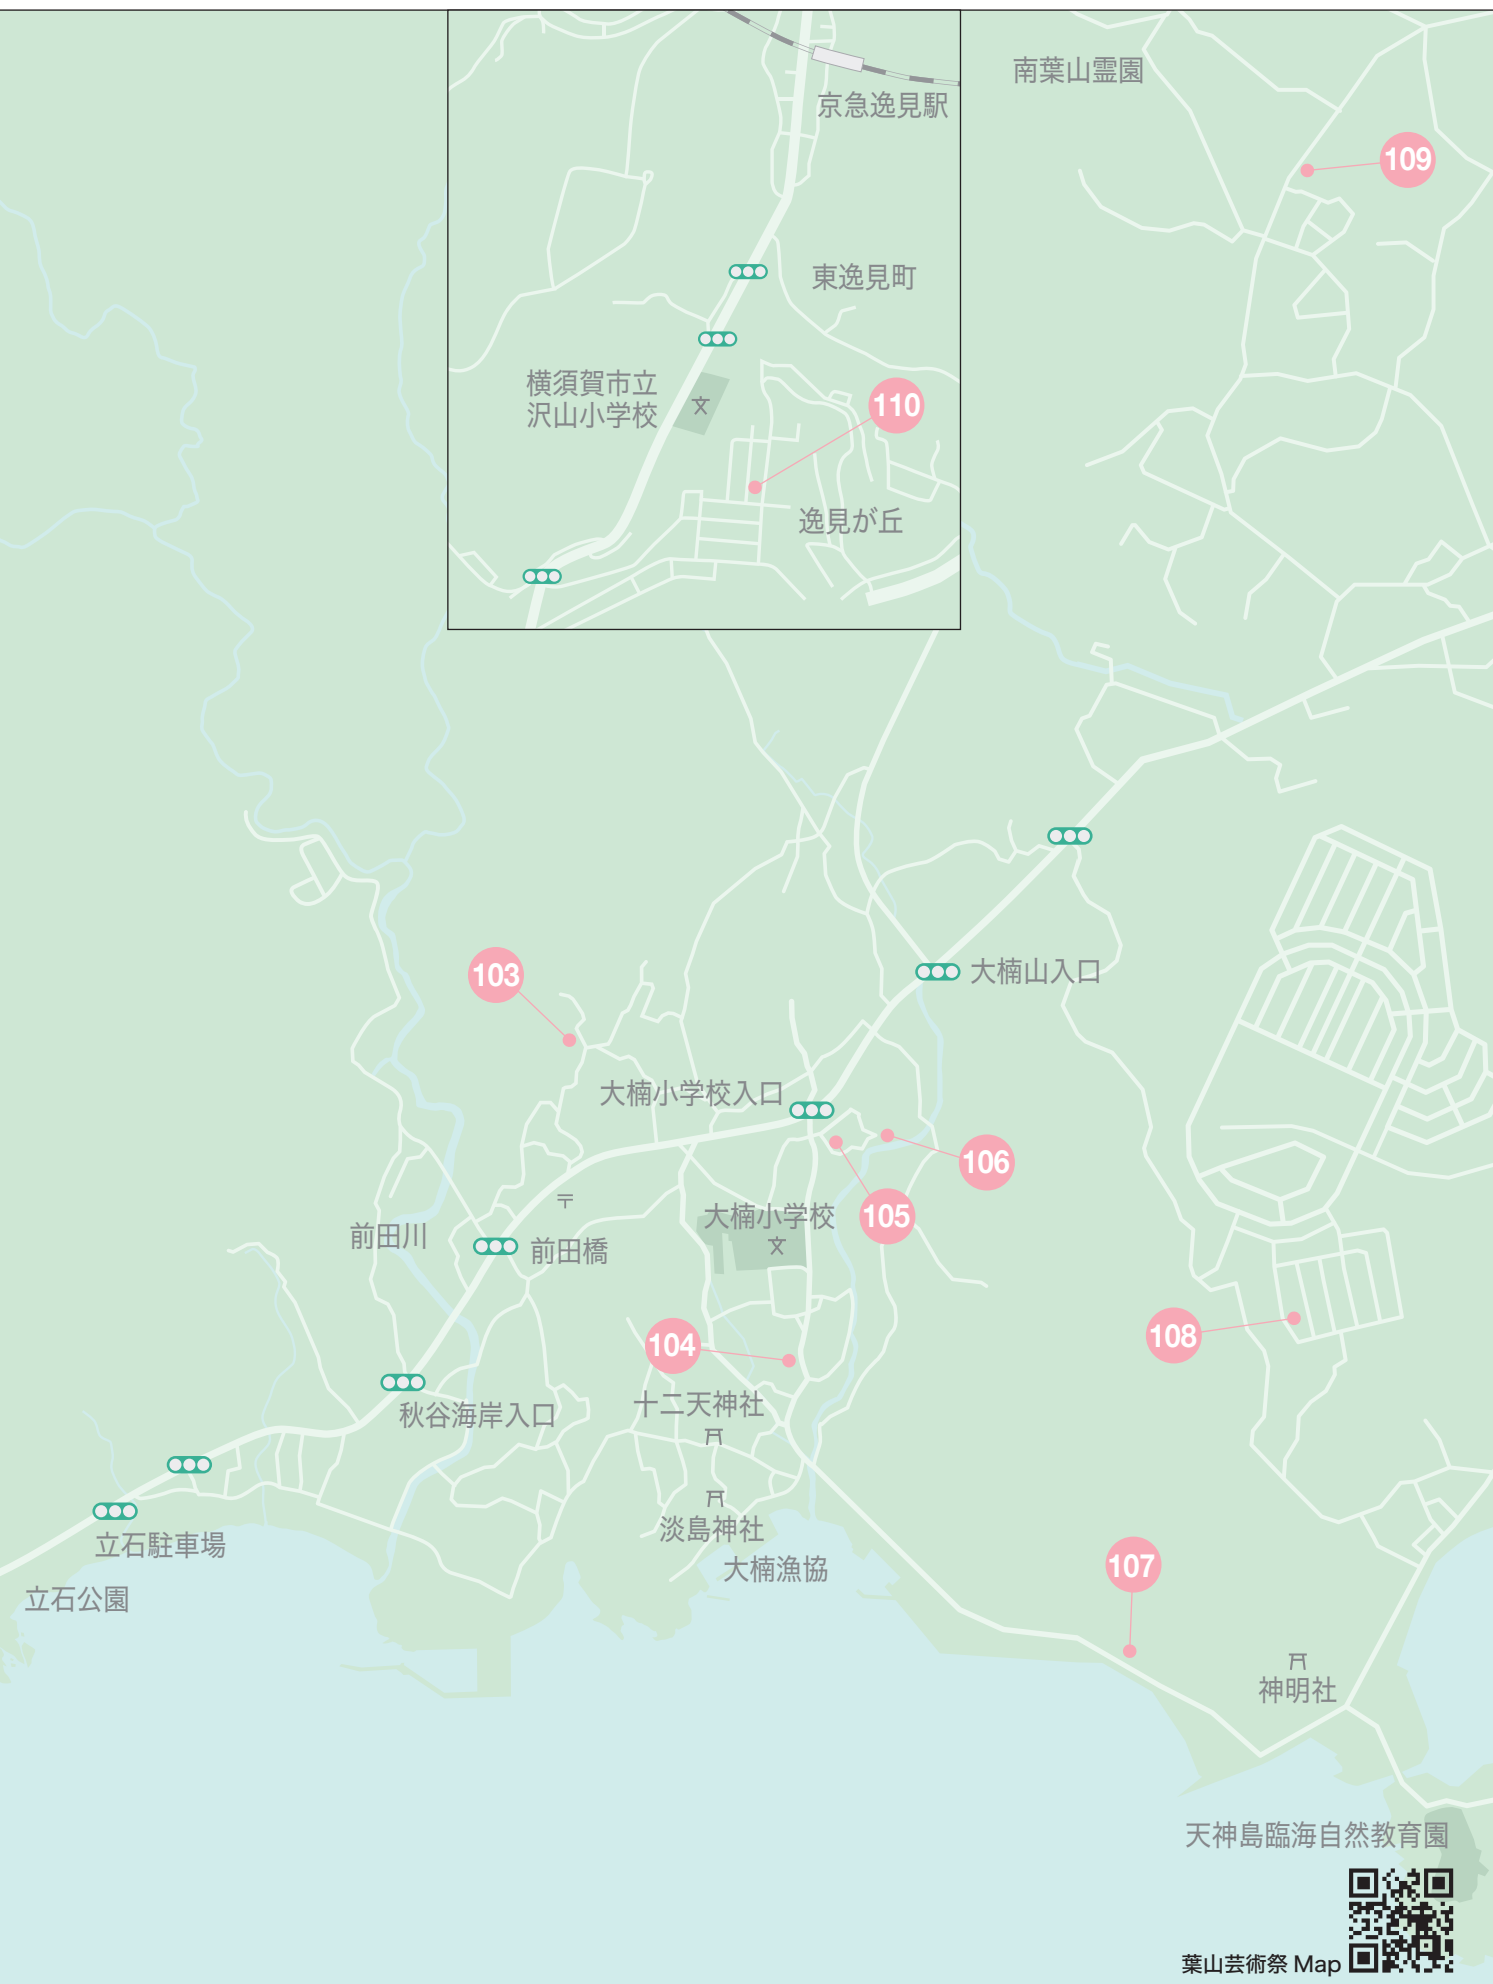 南葉山霊園
京急逸見駅
109
東逸見町
横須賀市立
沢山小学校
文
110
逸見が丘
103
大楠山入口
大楠小学校入口
106
105
大楠小学校
文
〒
前田川
前田橋
108
104
十二天神社
秋谷海岸入口
淡島神社
立石駐車場
大楠漁協
107
立石公園
神明社
天神島臨海自然教育園
葉山芸術祭 Map